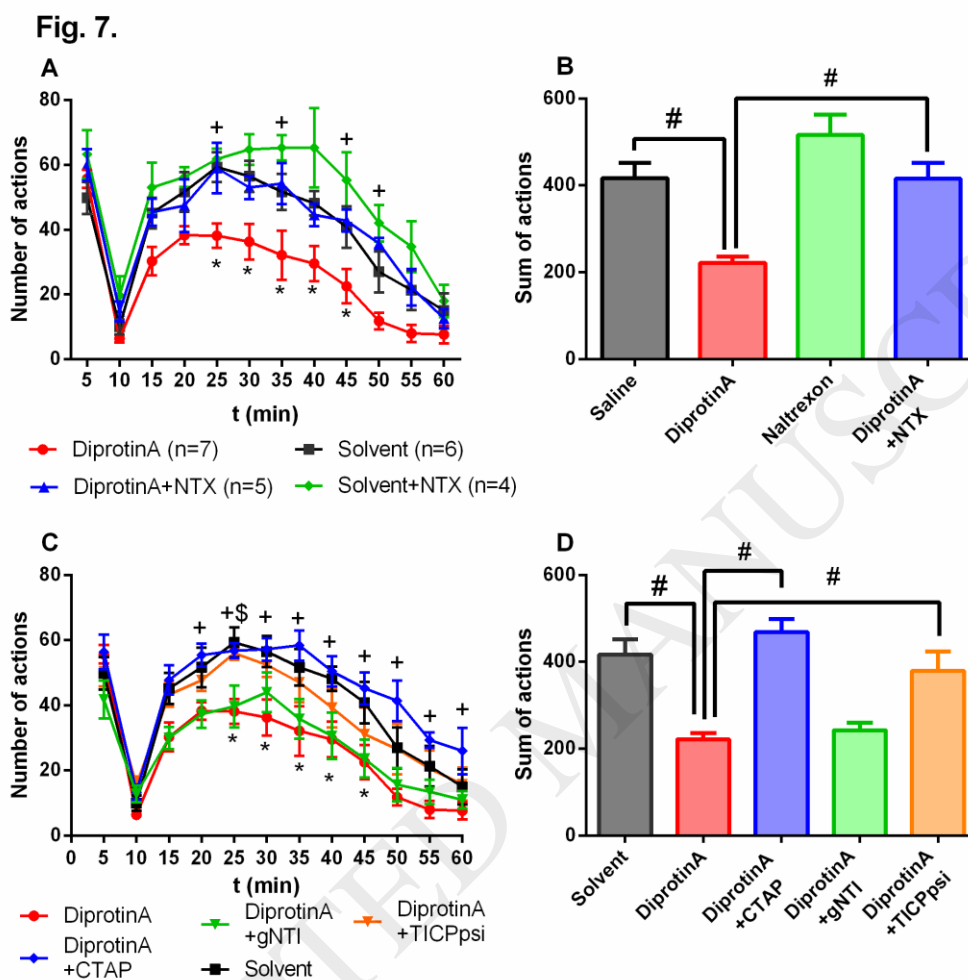 Fig. 7.
A
Number of actions
80
60
40
20
0
+ + + +
* * * * *
5 10 15 20 25 30 35 40 45 50 55 60
t (min)
DiprotinA (n=7)
Solvent (n=6)
DiprotinA+NTX (n=5)
Solvent+NTX (n=4)
B
Sum of actions
600
400
200
0
#
#
Saline
DiprotinA
Naltrexon
DiprotinA
+NTX
C
Number of actions
80
60
40
20
0
+ +$ + + + + + + +
* * * * *
0 5 10 15 20 25 30 35 40 45 50 55 60
t (min)
DiprotinA
DiprotinA
+CTAP
DiprotinA
+gNTI
Solvent
DiprotinA
+TICPpsi
D
Sum of actions
600
400
200
0
#
#
#
Solvent
DiprotinA
DiprotinA
+CTAP
DiprotinA
+gNTI
DiprotinA
+TICPpsi
TED MANUSC